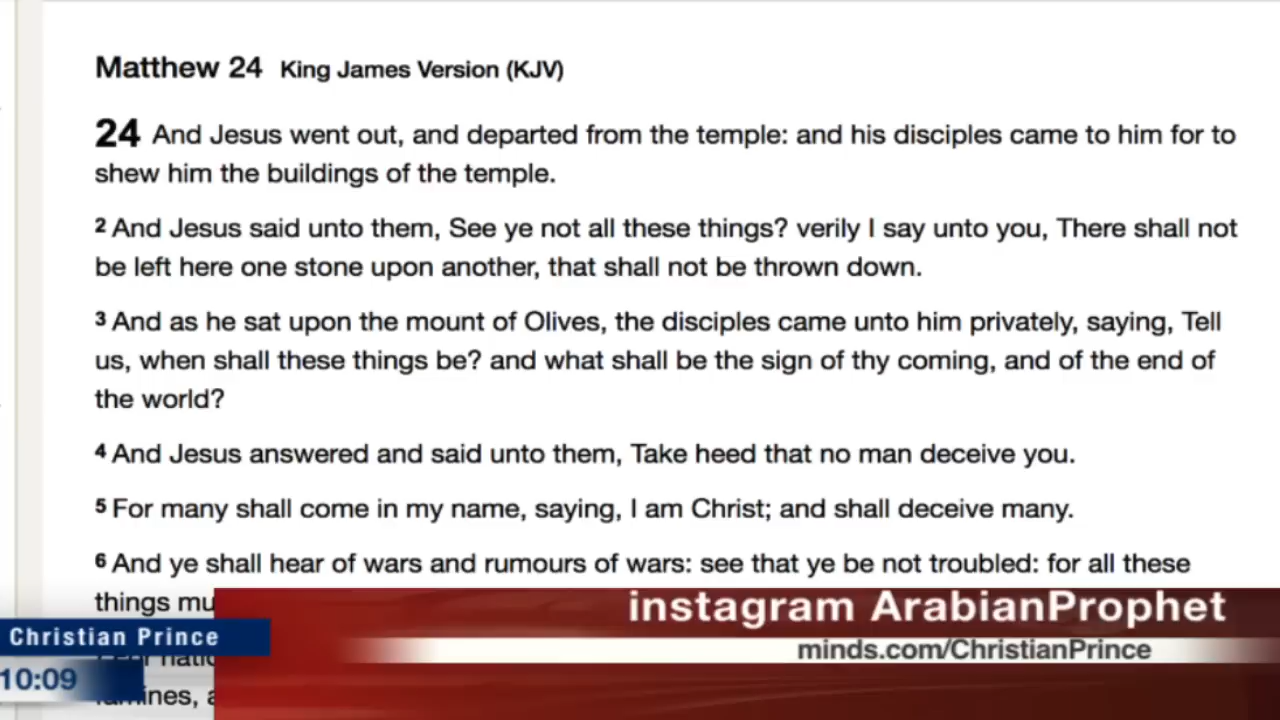 Matthew 24 King James Version (KJV)
24 And Jesus went out, and departed from the temple: and his disciples came to him for to
shew him the buildings of the temple.
2 And Jesus said unto them, See ye not all these things? verily I say unto you, There shall not
be left here one stone upon another, that shall not be thrown down.
3 And as he sat upon the mount of Olives, the disciples came unto him privately, saying, Tell
us, when shall these things be? and what shall be the sign of thy coming, and of the end of
the world?
4 And Jesus answered and said unto them, Take heed that no man deceive you.
5 For many shall come in my name, saying, I am Christ; and shall deceive many.
6 And ye shall hear of wars and rumours of wars: see that ye be not troubled: for all these
things mu
instagram ArabianProphet
Christian Prince
minds.com/ChristianPrince
10:09